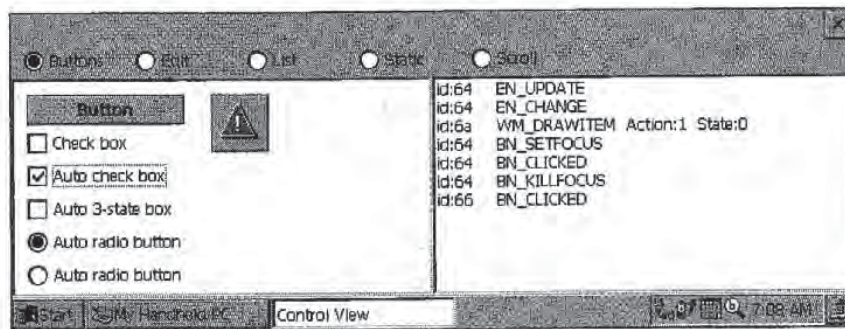 Buttons Edit List Static Scroll
Button
Check box
Auto check box
Auto 3-state box
Auto radio button
Auto radio button
id:64 EN_UPDATE
id:64 EN_CHANGE
id:6a WM_DRAWITEM Action:1 State:0
id:64 BN_SETFOCUS
id:64 BN_CLICKED
id:64 BN_KILLFOCUS
id:66 BN_CLICKED
Start My Handheld PC Control View 7:08 AM